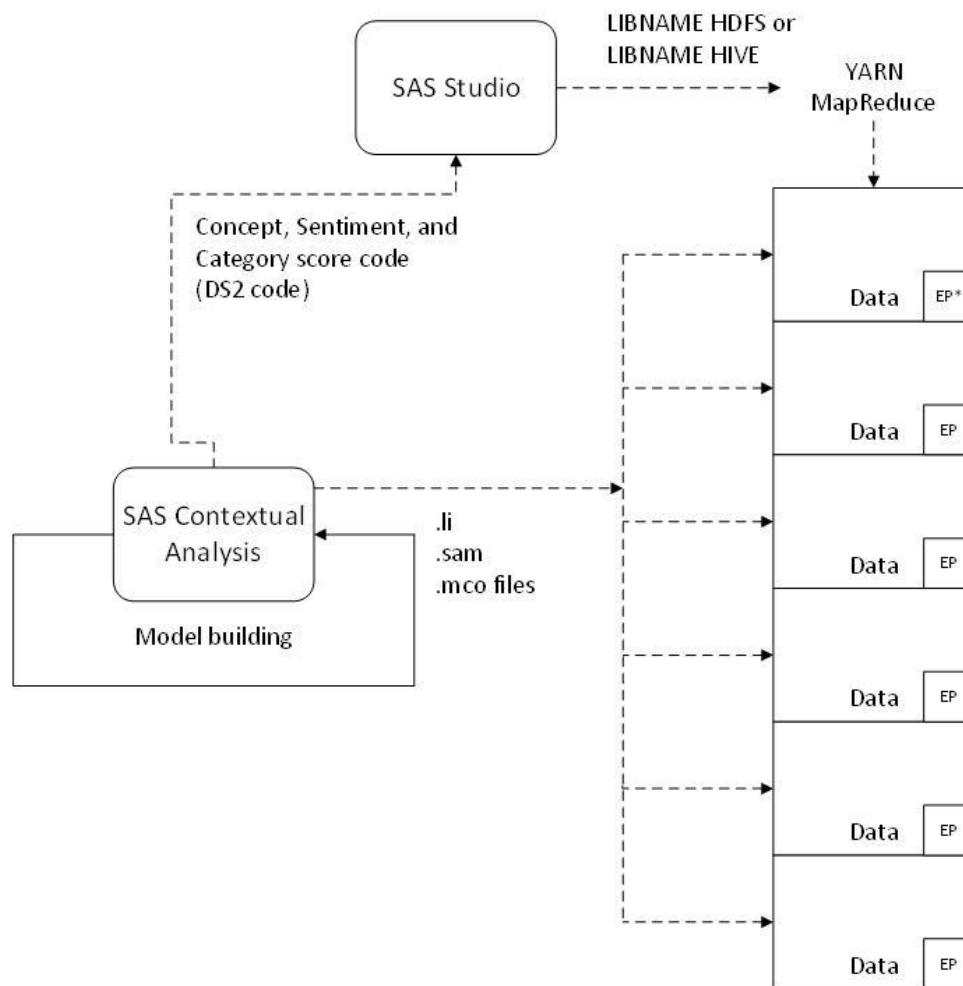 LIBNAME HDFS or
LIBNAME HIVE
SAS Studio
YARN
MapReduce
Concept, Sentiment, and
Category score code
(DS2 code)
Data
EP*
Data
EP
SAS Contextual
Analysis
.li
.sam
.mco files
Data
EP
Model building
Data
EP
Data
EP
Data
EP